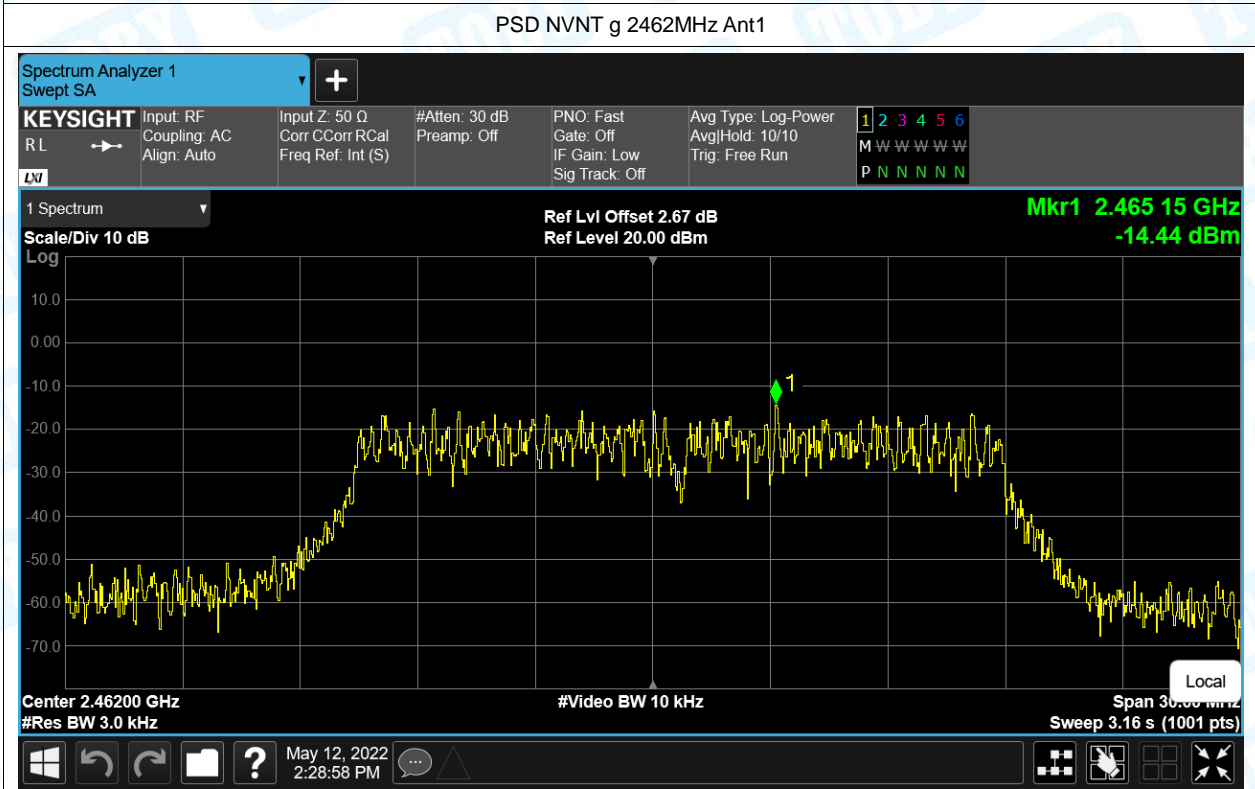 PSD NVNT g 2462MHz Ant1
Spectrum Analyzer 1
Swept SA
KEYSIGHT
R L
LXI
Input: RF
Coupling: AC
Align: Auto
Input Z: 50 Ω
Corr CCorr RCal
Freq Ref: Int (S)
#Atten: 30 dB
Preamp: Off
PNO: Fast
Gate: Off
IF Gain: Low
Sig Track: Off
Avg Type: Log-Power
Avg|Hold: 10/10
Trig: Free Run
1 2 3 4 5 6
M W W W W W
P N N N N N
1 Spectrum
Scale/Div 10 dB
Log
Ref Lvl Offset 2.67 dB
Ref Level 20.00 dBm
Mkr1 2.465 15 GHz
-14.44 dBm
10.0
0.00
-10.0
-20.0
-30.0
-40.0
-50.0
-60.0
-70.0
1
Center 2.46200 GHz
#Res BW 3.0 kHz
#Video BW 10 kHz
Local
Span 30.00 MHz
Sweep 3.16 s (1001 pts)
?
May 12, 2022
2:28:58 PM